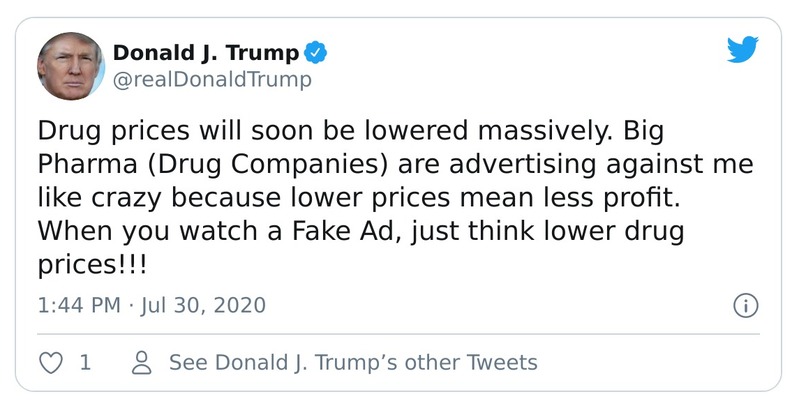 Donald J. Trump
@realDonaldTrump
Drug prices will soon be lowered massively. Big
Pharma (Drug Companies) are advertising against me
like crazy because lower prices mean less profit.
When you watch a Fake Ad, just think lower drug
prices!!!
1:44 PM · Jul 30, 2020
1 See Donald J. Trump’s other Tweets